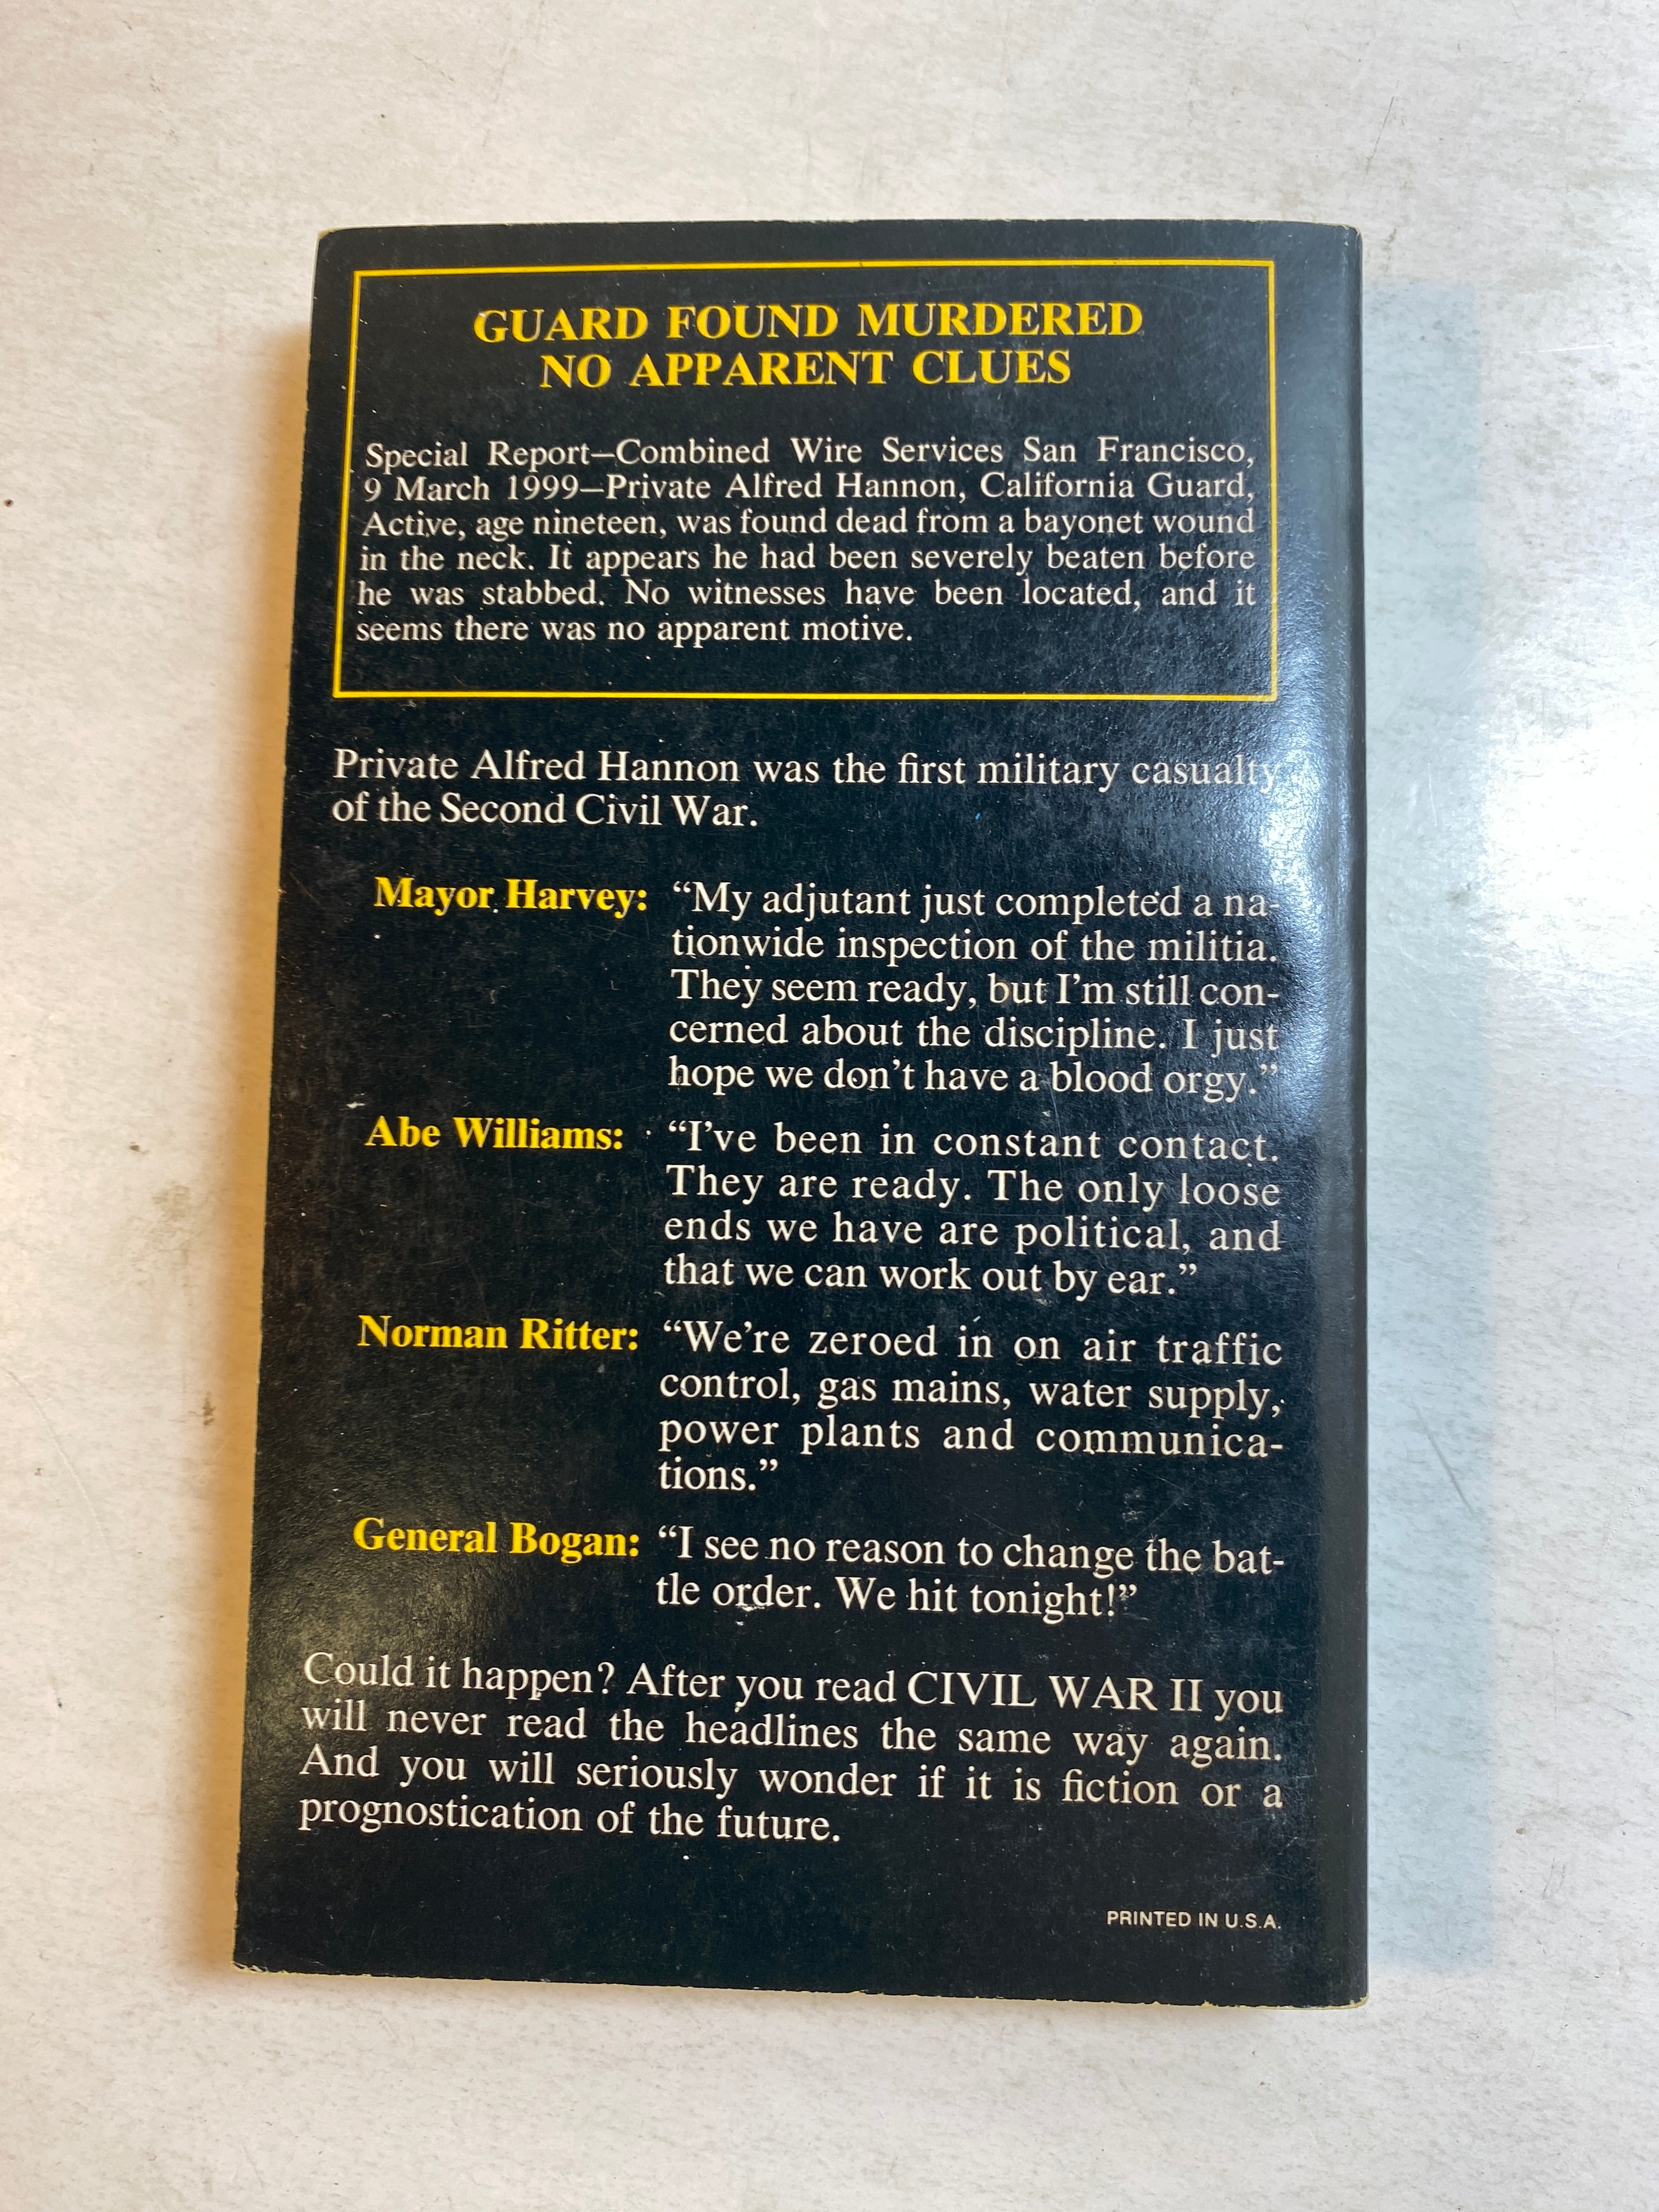 GUARD FOUND MURDERED
NO APPARENT CLUES
Special Report—Combined Wire Services San Francisco,
9 March 1999—Private Alfred Hannon, California Guard,
Active, age nineteen, was found dead from a bayonet wound
in the neck. It appears he had been severely beaten before
he was stabbed. No witnesses have been located, and it
seems there was no apparent motive.
Private Alfred Hannon was the first military casualty
of the Second Civil War.
Mayor Harvey: “My adjutant just completed a na-
tionwide inspection of the militia.
They seem ready, but I’m still con-
cerned about the discipline. I just
hope we don’t have a blood orgy.”
Abe Williams: “I’ve been in constant contact.
They are ready. The only loose
ends we have are political, and
that we can work out by ear.”
Norman Ritter: “We’re zeroed in on air traffic
control, gas mains, water supply,
power plants and communica-
tions.”
General Bogan: “I see no reason to change the bat-
tle order. We hit tonight!”
Could it happen? After you read CIVIL WAR II you
will never read the headlines the same way again.
And you will seriously wonder if it is fiction or a
prognostication of the future.
PRINTED IN U.S.A.